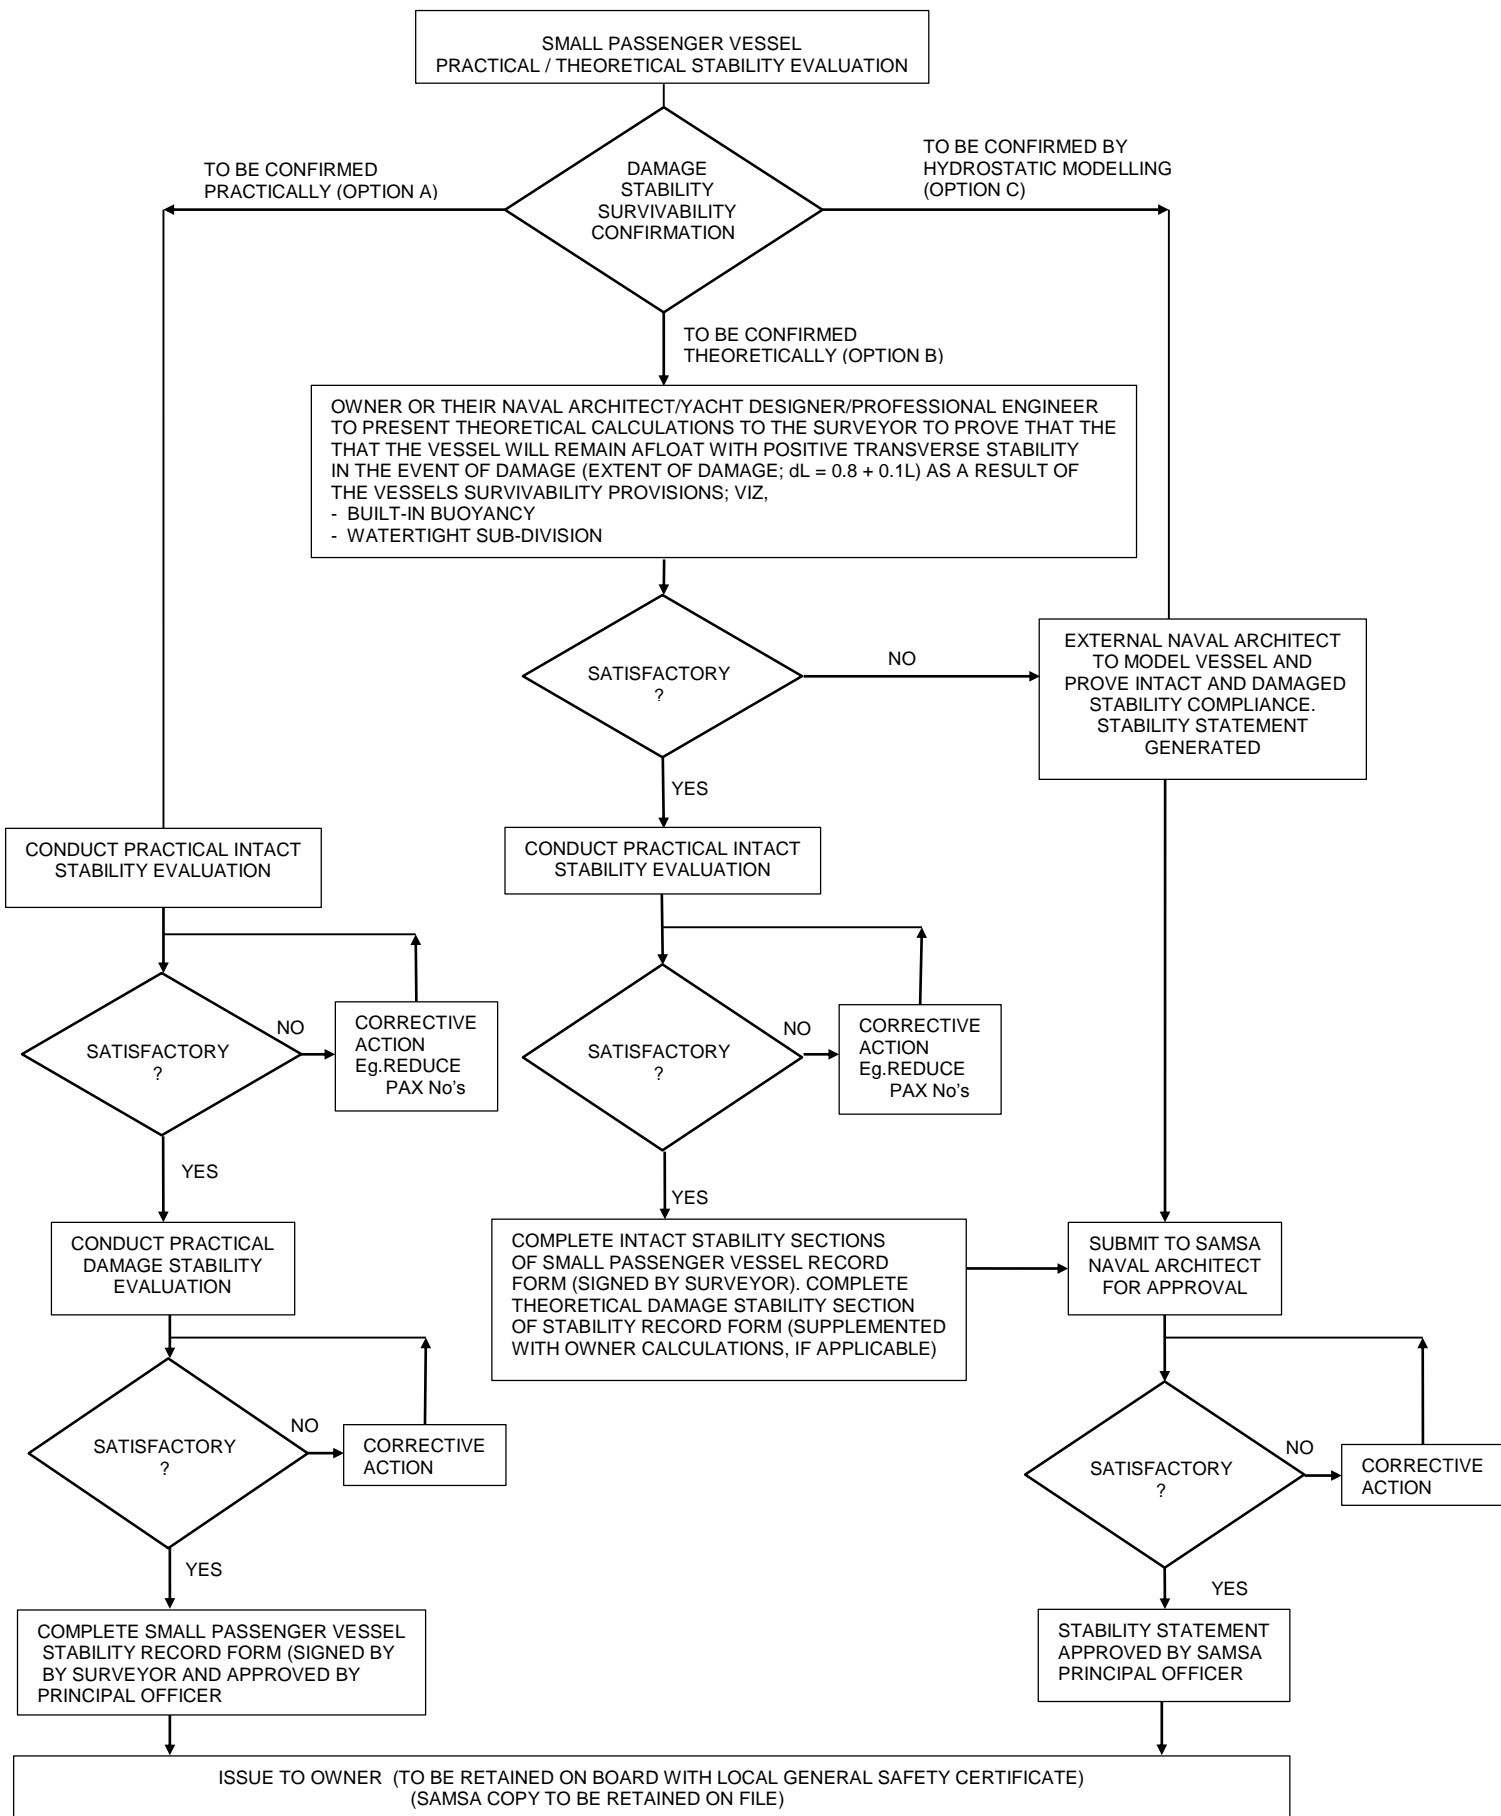 SMALL PASSENGER VESSEL
PRACTICAL / THEORETICAL STABILITY EVALUATION
DAMAGE
STABILITY
SURVIVABILITY
CONFIRMATION
TO BE CONFIRMED
PRACTICALLY (OPTION A)
TO BE CONFIRMED BY
HYDROSTATIC MODELLING
(OPTION C)
TO BE CONFIRMED
THEORETICALLY (OPTION B)
OWNER OR THEIR NAVAL ARCHITECT/YACHT DESIGNER/PROFESSIONAL ENGINEER
TO PRESENT THEORETICAL CALCULATIONS TO THE SURVEYOR TO PROVE THAT THE
THAT THE VESSEL WILL REMAIN AFLOAT WITH POSITIVE TRANSVERSE STABILITY
IN THE EVENT OF DAMAGE (EXTENT OF DAMAGE; dL = 0.8 + 0.1L) AS A RESULT OF
THE VESSELS SURVIVABILITY PROVISIONS; VIZ,
- BUILT-IN BUOYANCY
- WATERTIGHT SUB-DIVISION
SATISFACTORY
?
NO
EXTERNAL NAVAL ARCHITECT
TO MODEL VESSEL AND
PROVE INTACT AND DAMAGED
STABILITY COMPLIANCE.
STABILITY STATEMENT
GENERATED
YES
CONDUCT PRACTICAL INTACT
STABILITY EVALUATION
CONDUCT PRACTICAL INTACT
STABILITY EVALUATION
SATISFACTORY
?
NO
CORRECTIVE
ACTION
Eg.REDUCE
PAX No's
SATISFACTORY
?
NO
CORRECTIVE
ACTION
Eg.REDUCE
PAX No's
YES
YES
CONDUCT PRACTICAL
DAMAGE STABILITY
EVALUATION
COMPLETE INTACT STABILITY SECTIONS
OF SMALL PASSENGER VESSEL RECORD
FORM (SIGNED BY SURVEYOR). COMPLETE
THEORETICAL DAMAGE STABILITY SECTION
OF STABILITY RECORD FORM (SUPPLEMENTED
WITH OWNER CALCULATIONS, IF APPLICABLE)
SUBMIT TO SAMSA
NAVAL ARCHITECT
FOR APPROVAL
SATISFACTORY
?
NO
CORRECTIVE
ACTION
SATISFACTORY
?
NO
CORRECTIVE
ACTION
YES
YES
COMPLETE SMALL PASSENGER VESSEL
STABILITY RECORD FORM (SIGNED BY
BY SURVEYOR AND APPROVED BY
PRINCIPAL OFFICER
STABILITY STATEMENT
APPROVED BY SAMSA
PRINCIPAL OFFICER
ISSUE TO OWNER (TO BE RETAINED ON BOARD WITH LOCAL GENERAL SAFETY CERTIFICATE)
(SAMSA COPY TO BE RETAINED ON FILE)